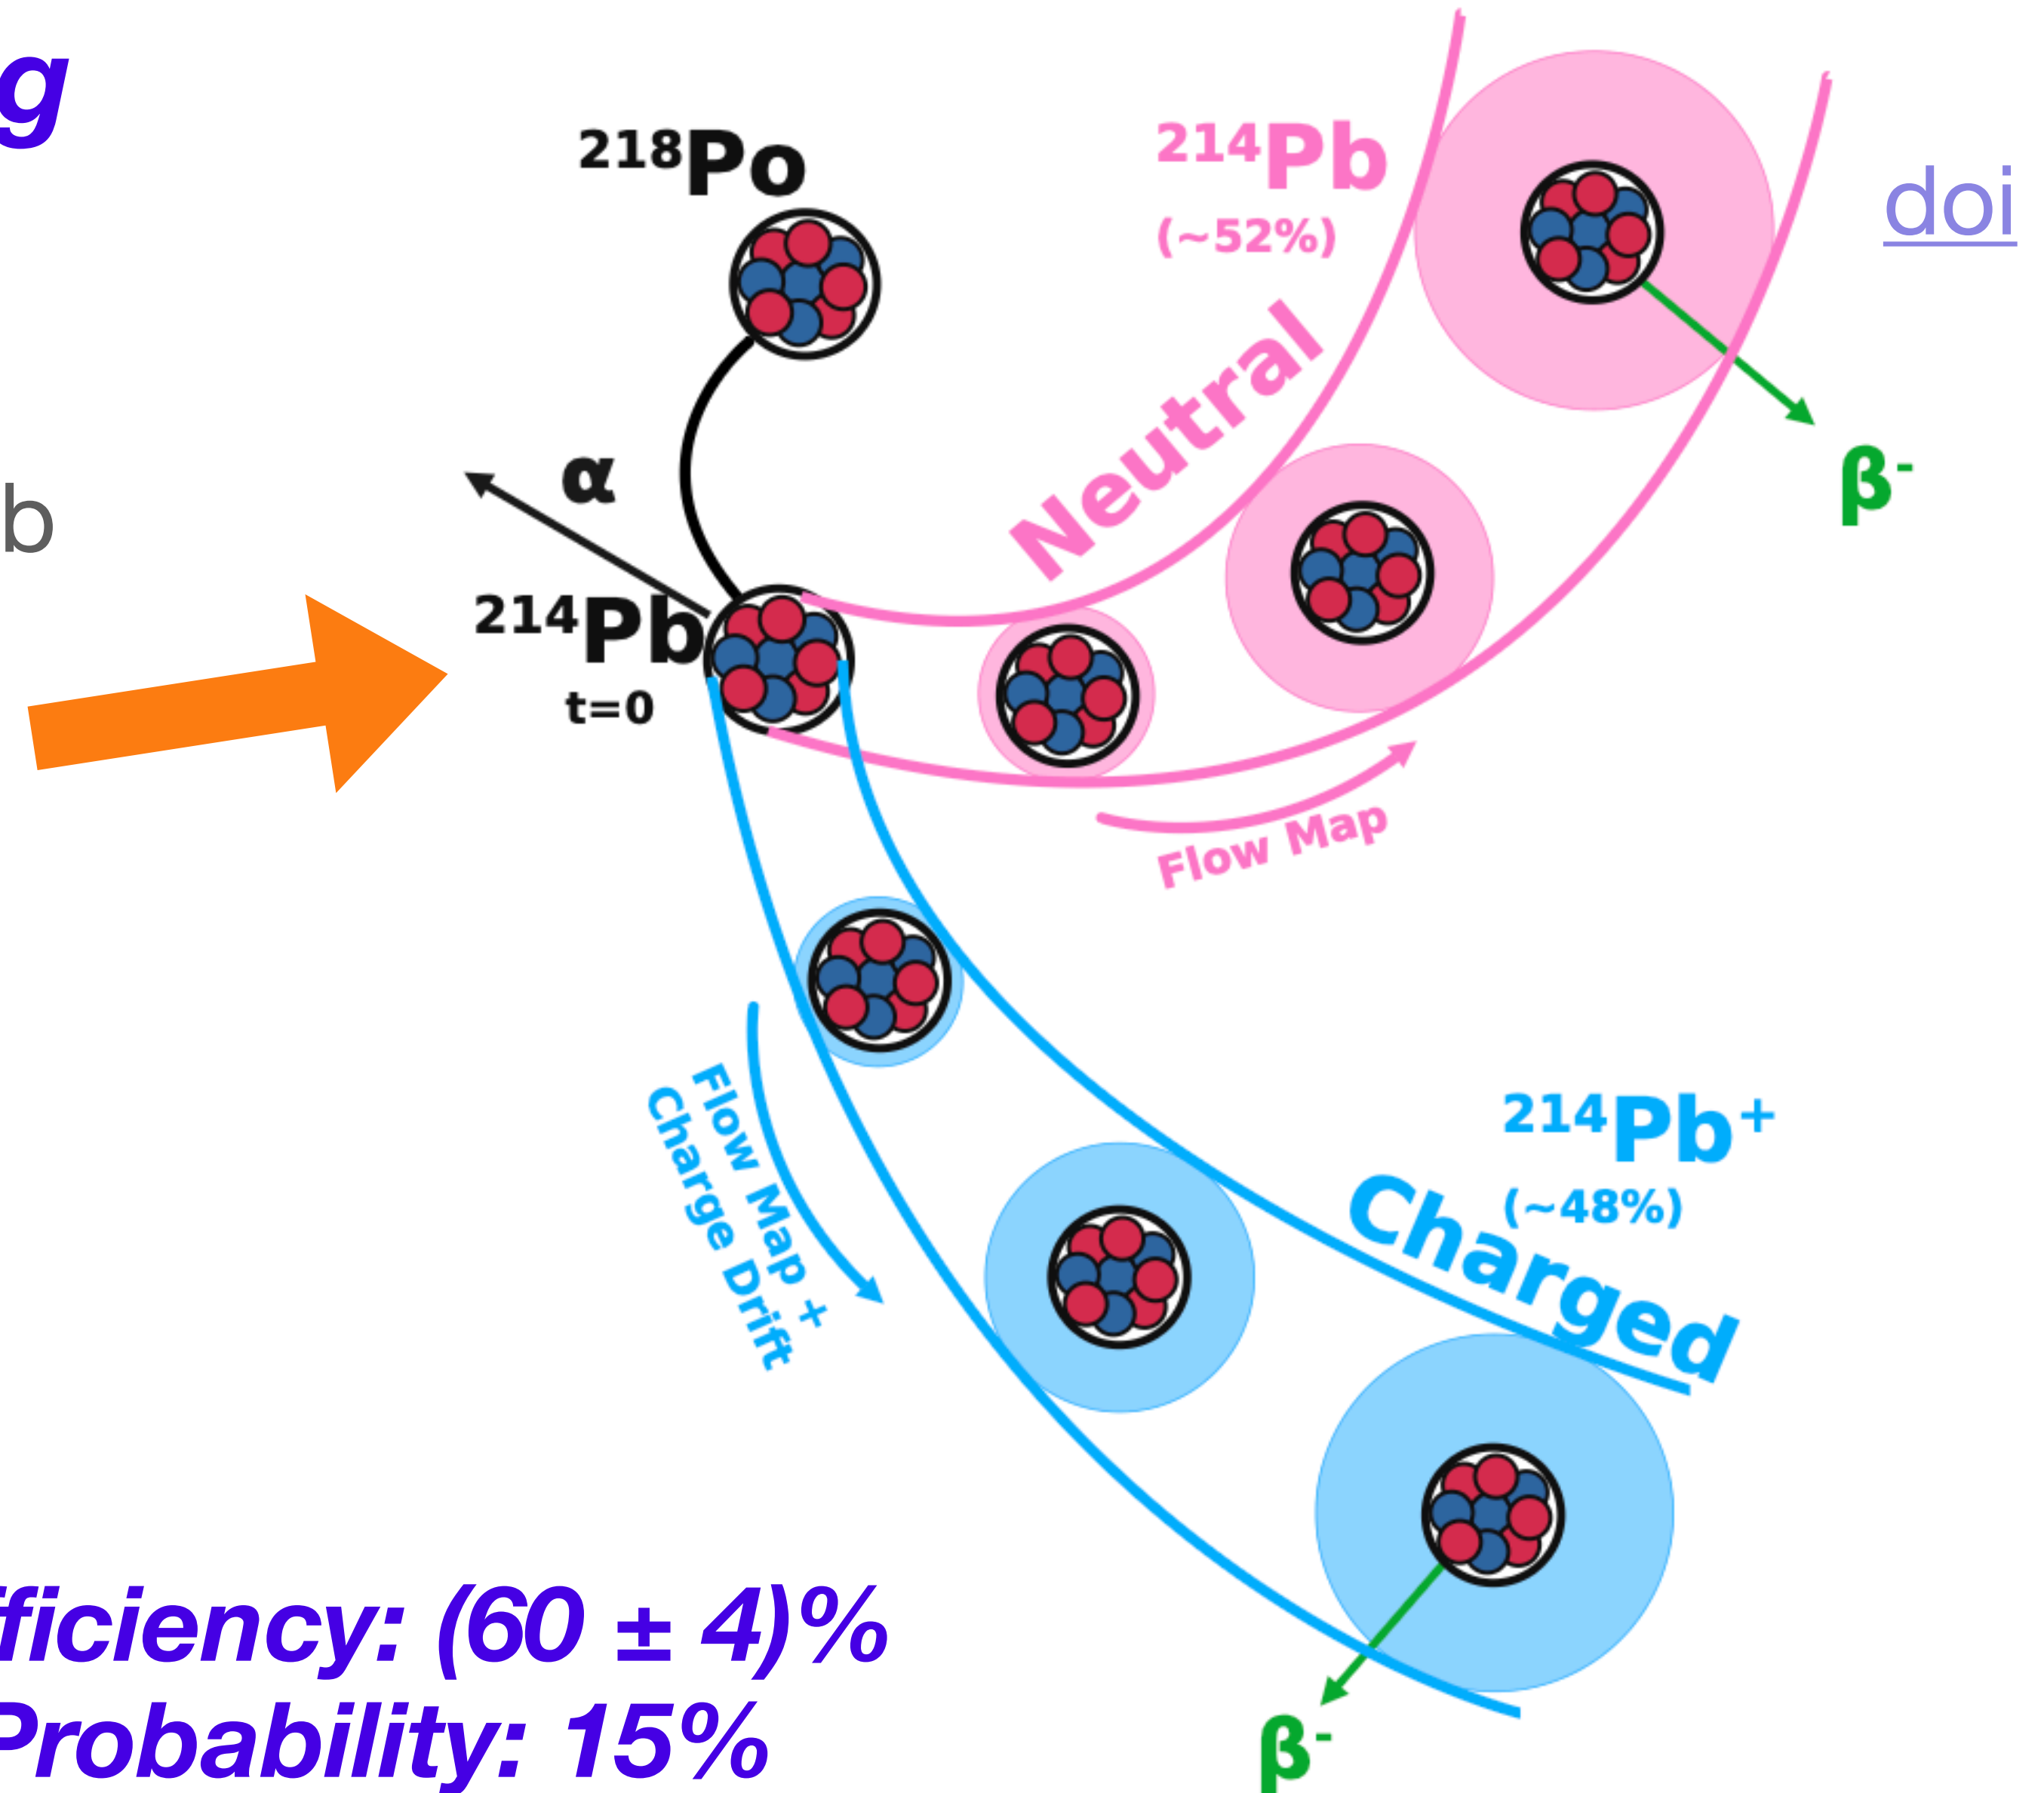 g
²¹⁸Po
²¹⁴Pb
(~52%)
doi
Neutral
α
β⁻
b
²¹⁴Pb
t=0
Flow Map
Flow Map +
Charge Drift
²¹⁴Pb⁺
(~48%)
Charged
fficiency: (60 ± 4)%
Probability: 15%
β⁻